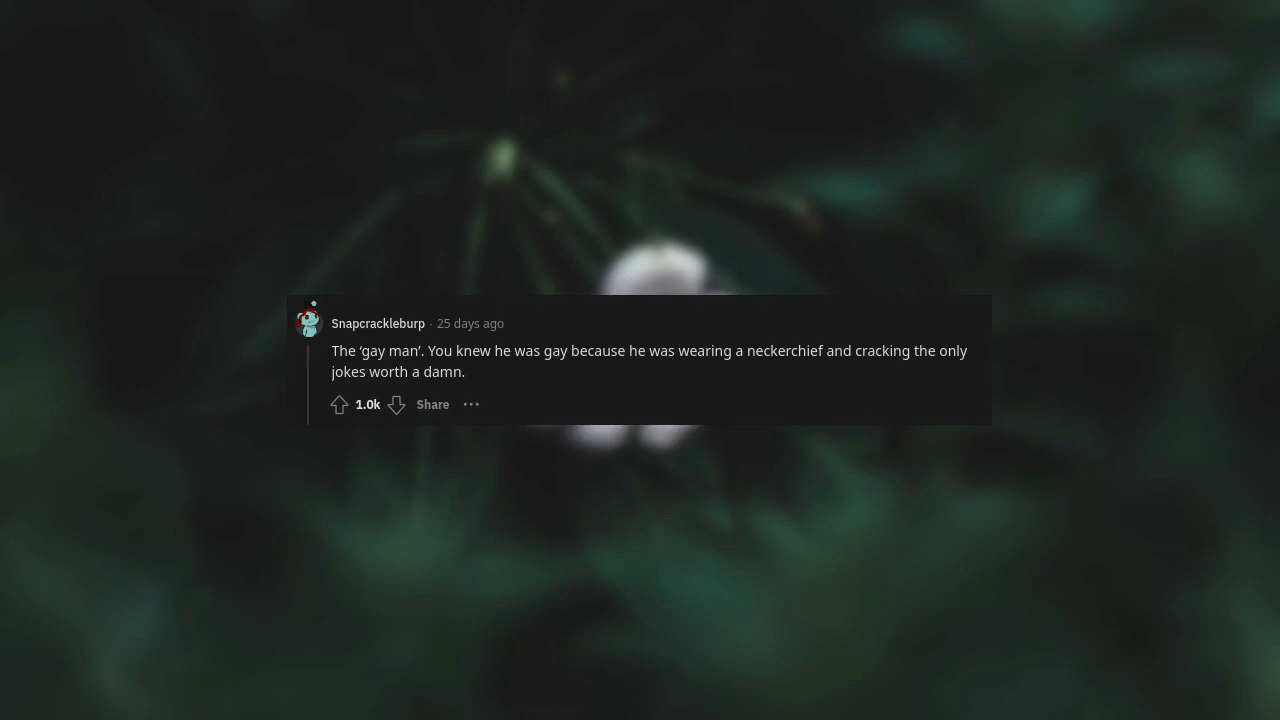 Snapcrackleburp · 25 days ago
The ‘gay man’. You knew he was gay because he was wearing a neckerchief and cracking the only
jokes worth a damn.
1.0k Share ···